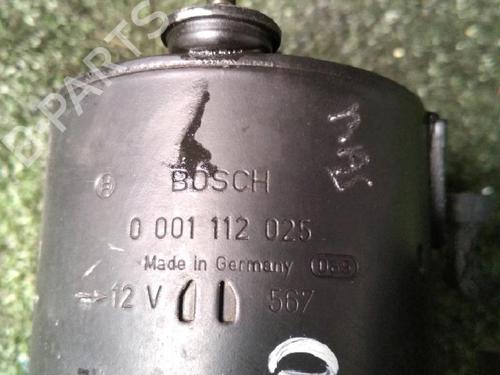 BOSCH
0 001 112 025
Made in Germany
12 V 567
B-PARTS